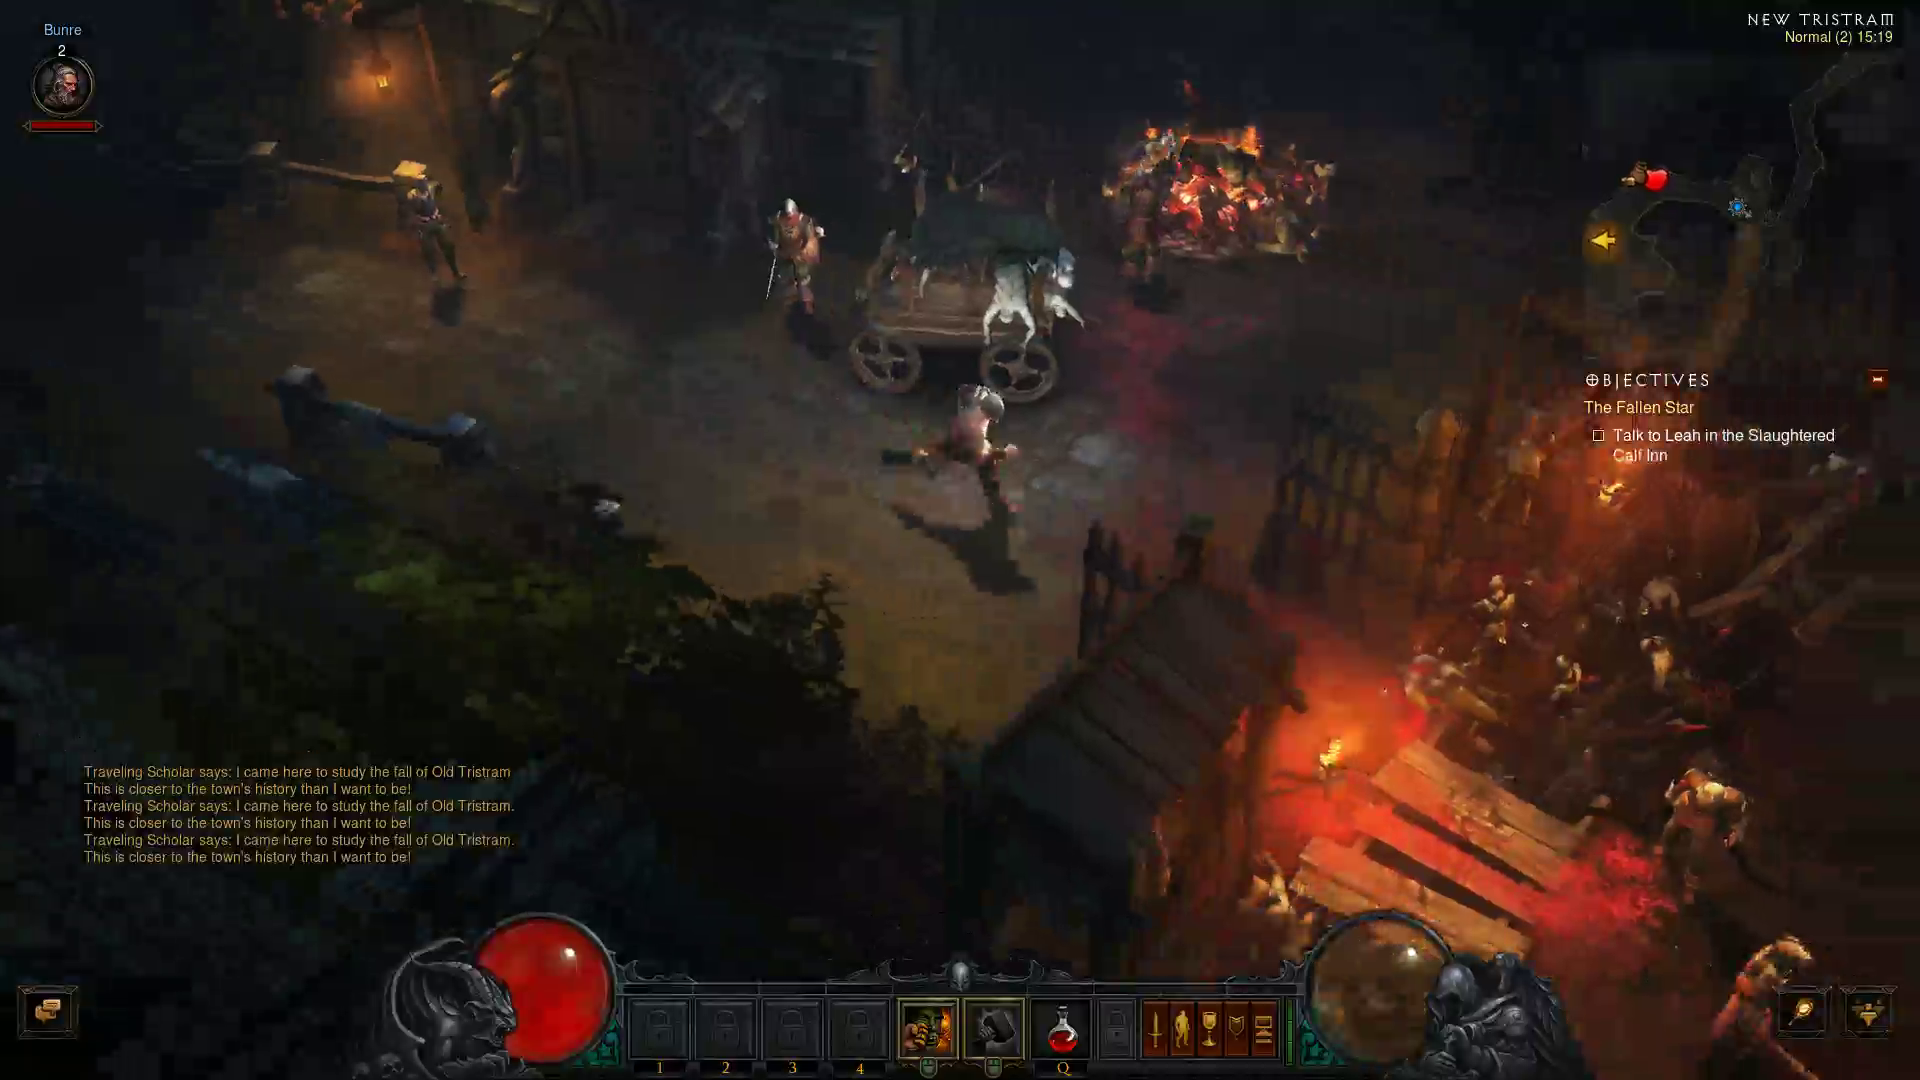 Bunre
2
NEW TRISTRAM
Normal (2) 15:19
OBJECTIVES
The Fallen Star
Talk to Leah in the Slaughtered
Calf Inn
Traveling Scholar says: I came here to study the fall of Old Tristram
This is closer to the town's history than I want to be!
Traveling Scholar says: I came here to study the fall of Old Tristram.
This is closer to the town's history than I want to be!
Traveling Scholar says: I came here to study the fall of Old Tristram.
This is closer to the town's history than I want to be!
1 2 3 4 Q